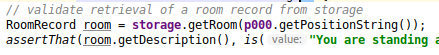 // validate retrieval of a room record from storage
RoomRecord room = storage.getRoom(p000.getPositionString());
assertThat(room.getDescription(), is( value: "You are standing